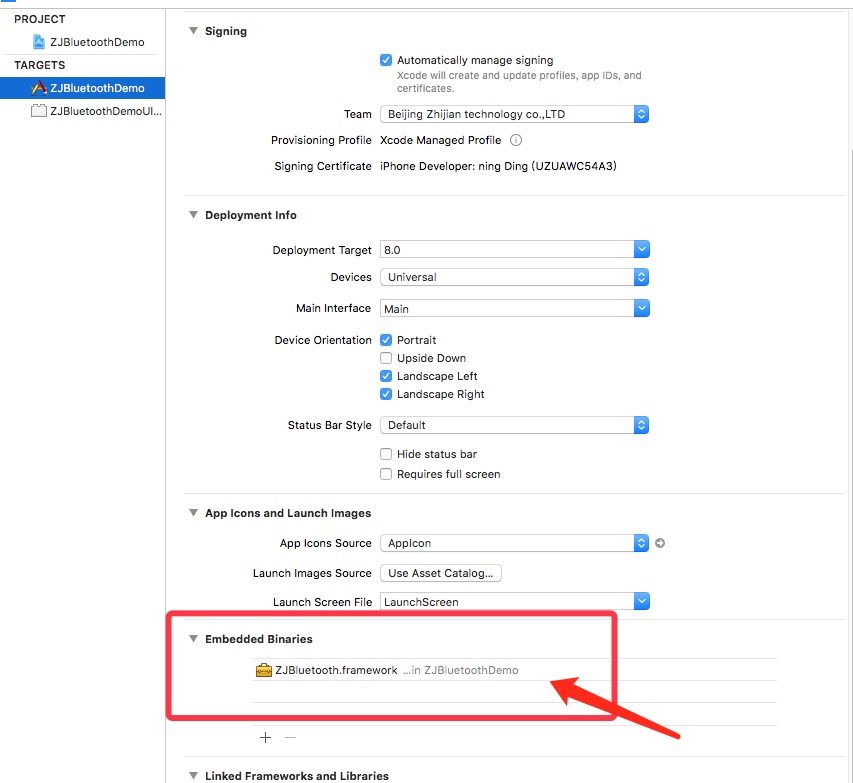 PROJECT
ZJBluetoothDemo
TARGETS
ZJBluetoothDemo
ZJBluetoothDemoUI...
Signing
Automatically manage signing
Xcode will create and update profiles, app IDs, and
certificates.
Team Beijing Zhijian technology co.,LTD
Provisioning Profile Xcode Managed Profile
Signing Certificate iPhone Developer: ning Ding (UZUAWC54A3)
Deployment Info
Deployment Target 8.0
Devices Universal
Main Interface Main
Device Orientation Portrait
Upside Down
Landscape Left
Landscape Right
Status Bar Style Default
Hide status bar
Requires full screen
App Icons and Launch Images
App Icons Source AppIcon
Launch Images Source Use Asset Catalog...
Launch Screen File LaunchScreen
Embedded Binaries
ZJBluetooth.framework ...in ZJBluetoothDemo
Linked Frameworks and Libraries